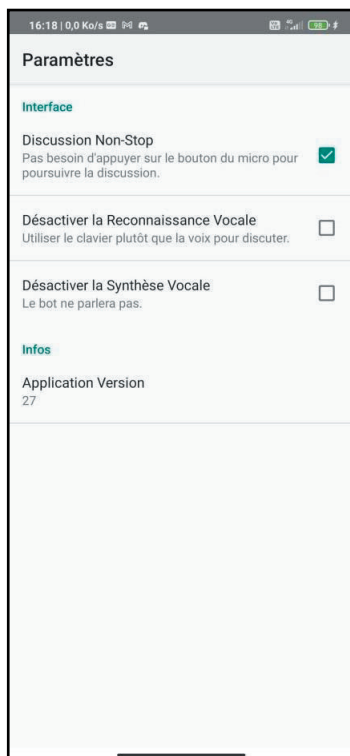 16:18 | 0,0 Ko/s
4G
98
Paramètres
Interface
Discussion Non-Stop
Pas besoin d'appuyer sur le bouton du micro pour
poursuivre la discussion.
Désactiver la Reconnaissance Vocale
Utiliser le clavier plutôt que la voix pour discuter.
Désactiver la Synthèse Vocale
Le bot ne parlera pas.
Infos
Application Version
27